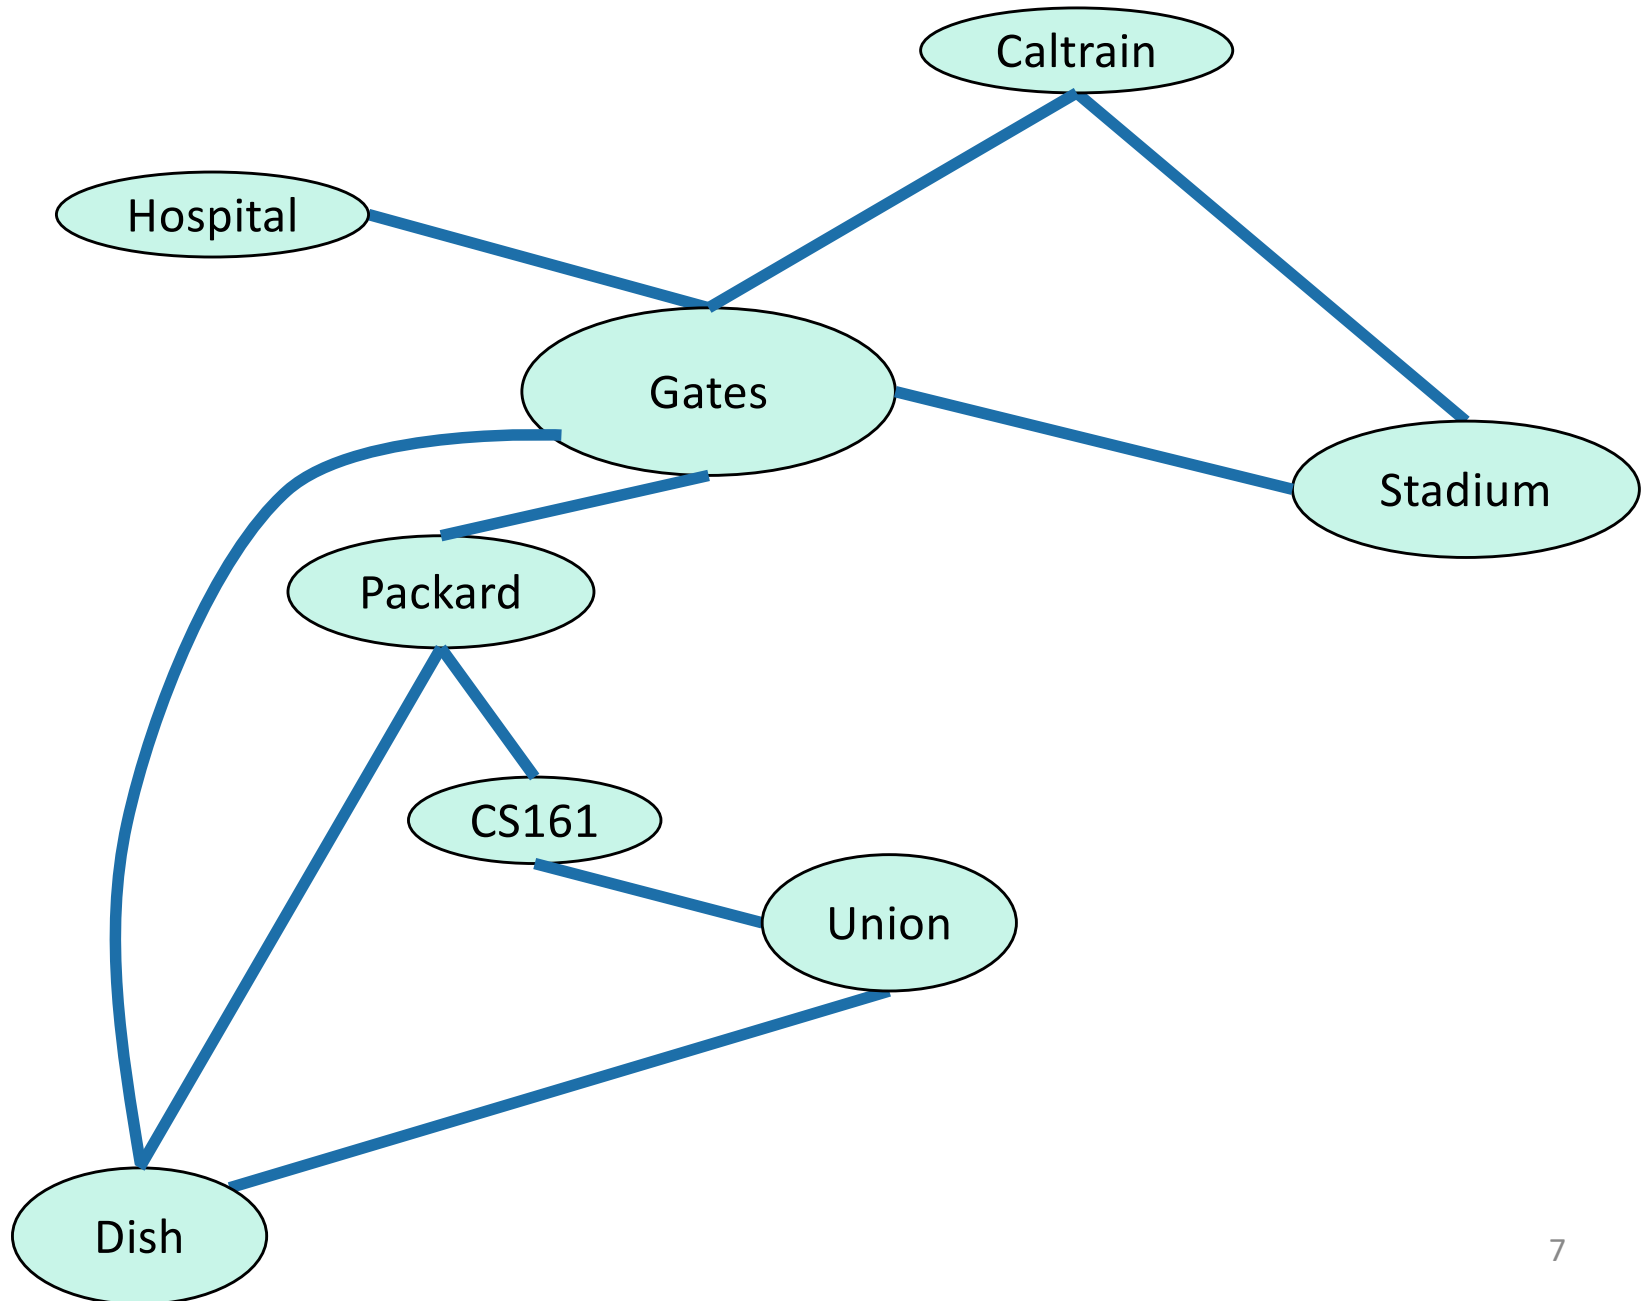 Caltrain
Hospital
Gates
Stadium
Packard
CS161
Union
Dish
7